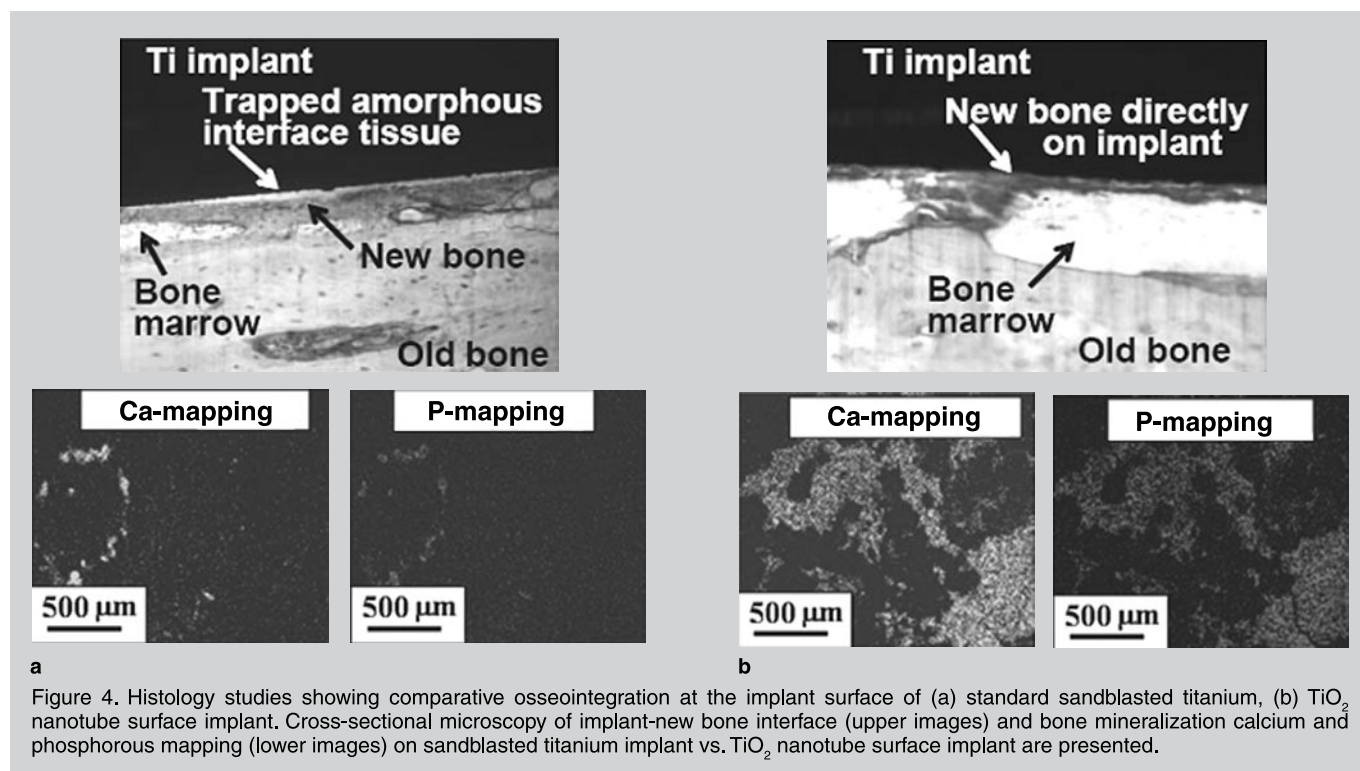 Ti implant
Trapped amorphous
interface tissue
New bone
Bone
marrow
Old bone
Ca-mapping
500 µm
P-mapping
500 µm
a
Ti implant
New bone directly
on implant
Bone
marrow
Old bone
Ca-mapping
500 µm
P-mapping
500 µm
b
Figure 4. Histology studies showing comparative osseointegration at the implant surface of (a) standard sandblasted titanium, (b) TiO₂
nanotube surface implant. Cross-sectional microscopy of implant-new bone interface (upper images) and bone mineralization calcium and
phosphorous mapping (lower images) on sandblasted titanium implant vs. TiO₂ nanotube surface implant are presented.